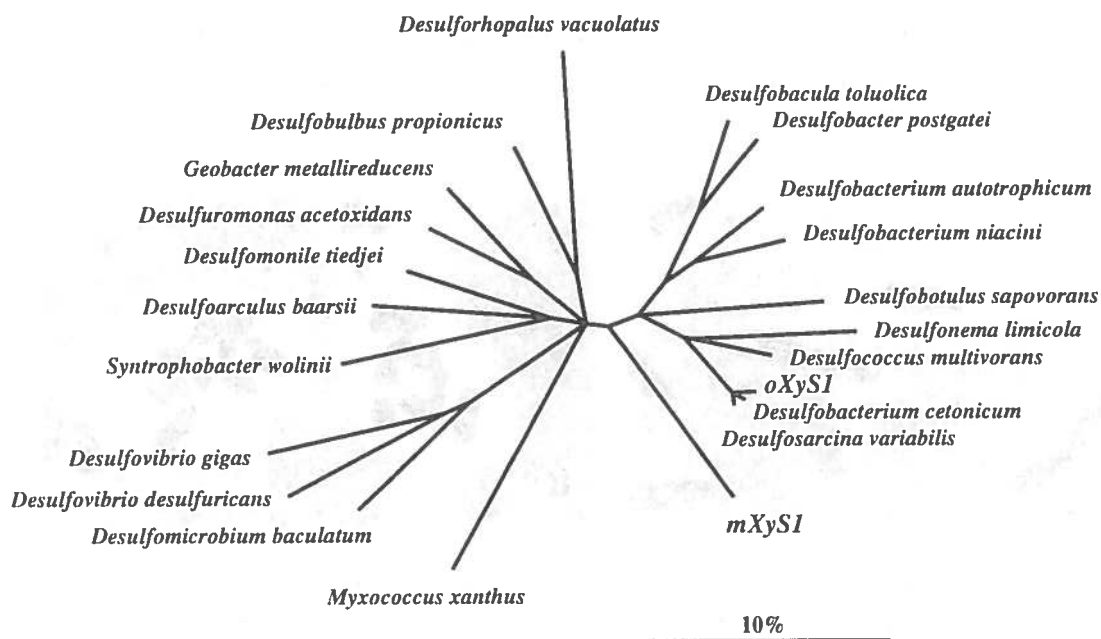 Desulforhopalus vacuolatus
Desulfobacula toluolica
Desulfobulbus propionicus
Desulfobacter postgatei
Geobacter metallireducens
Desulfobacterium autotrophicum
Desulfuromonas acetoxidans
Desulfobacterium niacini
Desulfomonile tiedjei
Desulfoarculus baarsii
Desulfobotulus sapovorans
Desulfonema limicola
Syntrophobacter wolinii
Desulfococcus multivorans
oXyS1
Desulfobacterium cetonicum
Desulfosarcina variabilis
Desulfovibrio gigas
Desulfovibrio desulfuricans
Desulfomicrobium baculatum
mXyS1
Myxococcus xanthus
10%